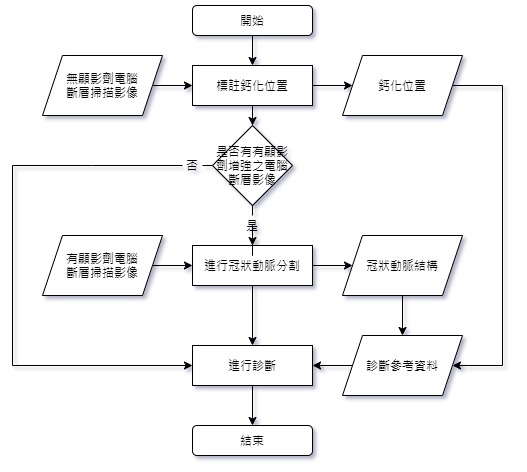 開始
無顯影劑電腦
斷層掃描影像
標註鈣化位置
鈣化位置
是否有有顯影
劑增強之電腦
斷層影像
否
是
有顯影劑電腦
斷層掃描影像
進行冠狀動脈分割
冠狀動脈結構
進行診斷
診斷參考資料
結束